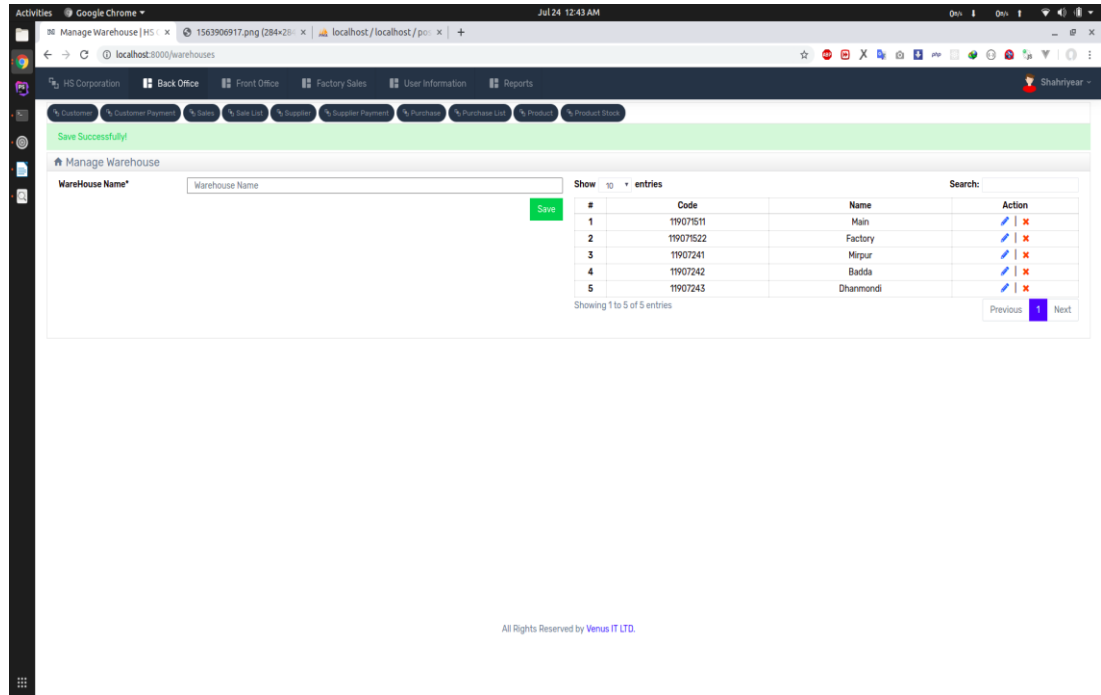 Activities Google Chrome ▾ Jul 24 12:43 AM
Manage Warehouse | HS 1563906917.png (284×28 localhost / localhost / po
localhost:8000/warehouses
HS Corporation Back Office Front Office Factory Sales User Information Reports Shahriyear
Customer Customer Payment Sales Sale List Supplier Supplier Payment Purchase Purchase List Product Product Stock
Save Successfully!
Manage Warehouse
WareHouse Name* Warehouse Name Show 10 entries Search:
Save
# Code Name Action
1 119071511 Main
2 119071522 Factory
3 11907241 Mirpur
4 11907242 Badda
5 11907243 Dhanmondi
Showing 1 to 5 of 5 entries
Previous 1 Next
All Rights Reserved by Venus IT LTD.